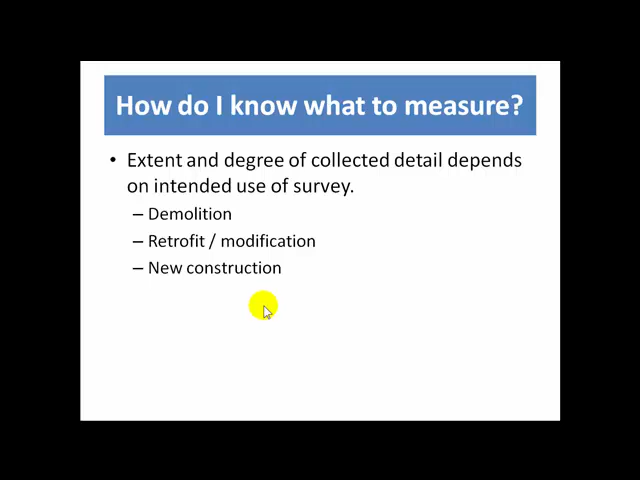 How do I know what to measure?
• Extent and degree of collected detail depends
on intended use of survey.
– Demolition
– Retrofit / modification
– New construction